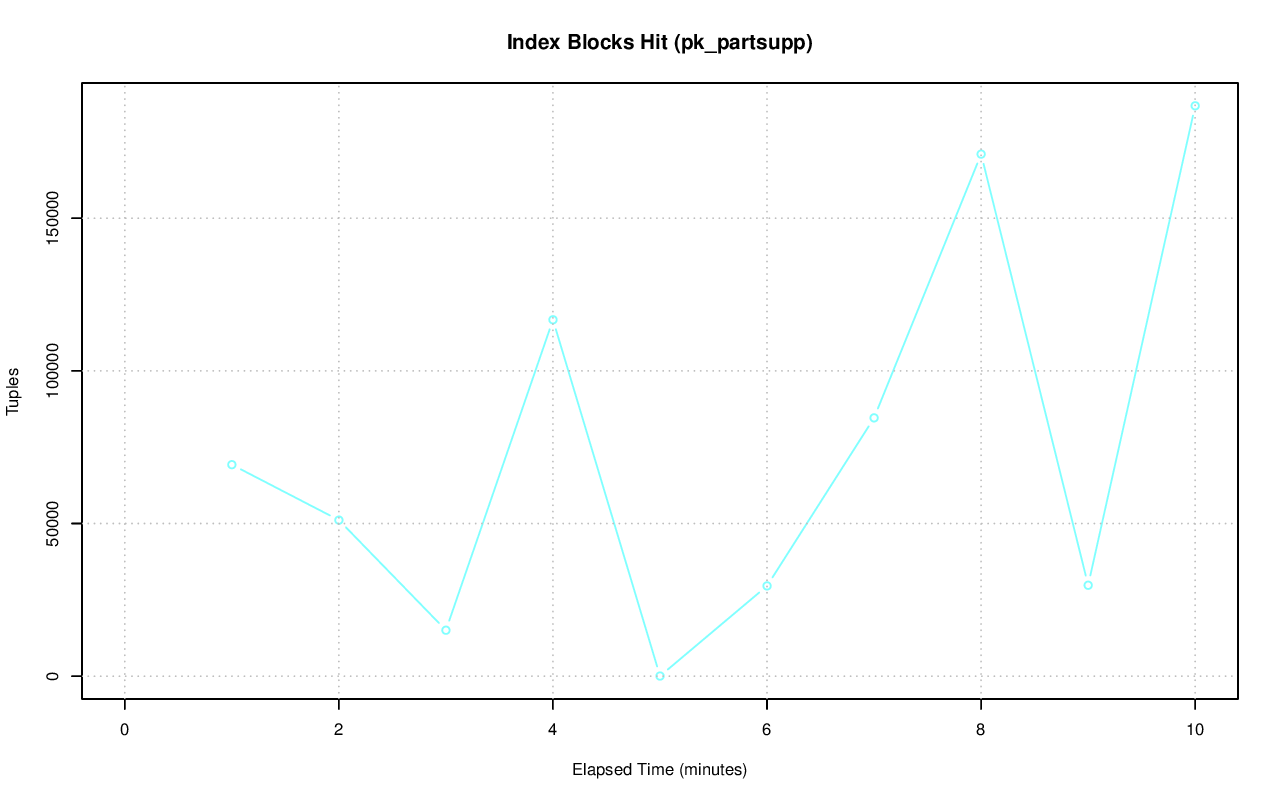 Index Blocks Hit (pk_partsupp)
Tuples
150000
100000
50000
0
0 2 4 6 8 10
Elapsed Time (minutes)